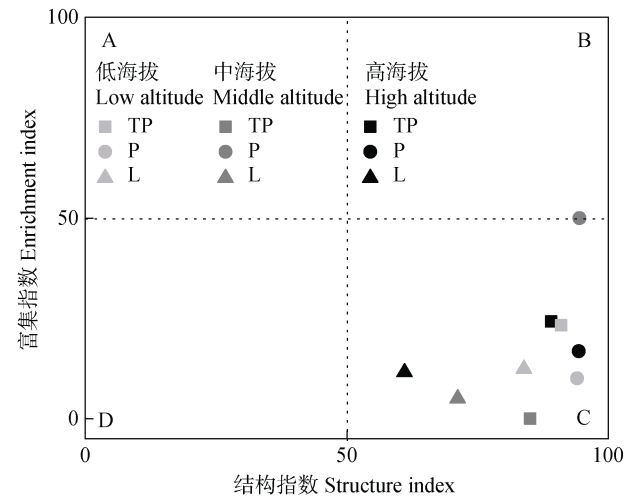 100
A
B
低海拔 中海拔 高海拔
Low altitude Middle altitude High altitude
TP TP TP
P P P
L L L
富集指数 Enrichment index
50
0
D
C
0 50 100
结构指数 Structure index